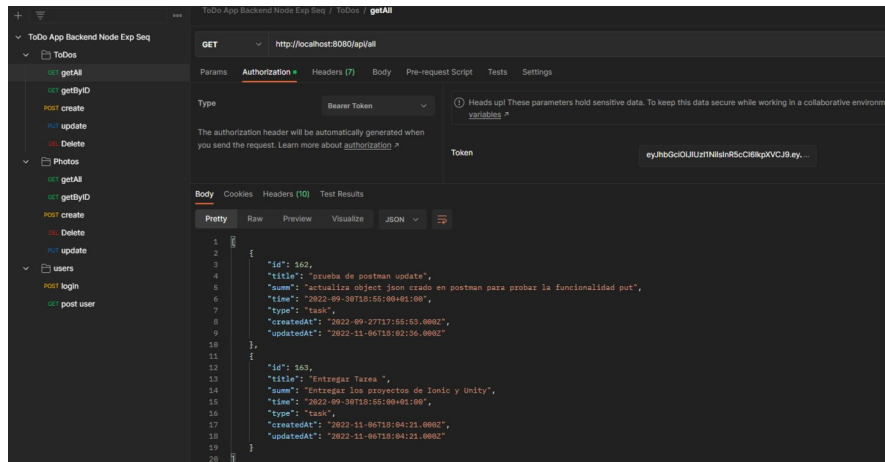 ToDo App Backend Node Exp Seq / ToDos / getAll
ToDo App Backend Node Exp Seq
ToDos
GET getAll
GET getByID
POST create
PUT update
DEL Delete
Photos
GET getAll
GET getByID
POST create
DEL Delete
PUT update
users
POST login
GET post user
GET
http://localhost:8080/api/all
Params Authorization Headers (7) Body Pre-request Script Tests Settings
Type
Bearer Token
The authorization header will be automatically generated when
you send the request. Learn more about authorization ↗
Heads up! These parameters hold sensitive data. To keep this data secure while working in a collaborative environm
variables ↗
Token
Body Cookies Headers (10) Test Results
Pretty Raw Preview Visualize JSON
1 [
2 {
3 "id": 162,
4 "title": "prueba de postman update",
5 "summ": "actualiza object json crado en postman para probar la funcionalidad put",
6 "time": "2022-09-30T18:55:00+01:00",
7 "type": "task",
8 "createdAt": "2022-09-27T17:55:53.000Z",
9 "updatedAt": "2022-11-06T18:02:36.000Z"
10 },
11 {
12 "id": 163,
13 "title": "Entregar Tarea ",
14 "summ": "Entregar los proyectos de Ionic y Unity",
15 "time": "2022-09-30T18:55:00+01:00",
16 "type": "task",
17 "createdAt": "2022-11-06T18:04:21.000Z",
18 "updatedAt": "2022-11-06T18:04:21.000Z"
19 }
20 ]